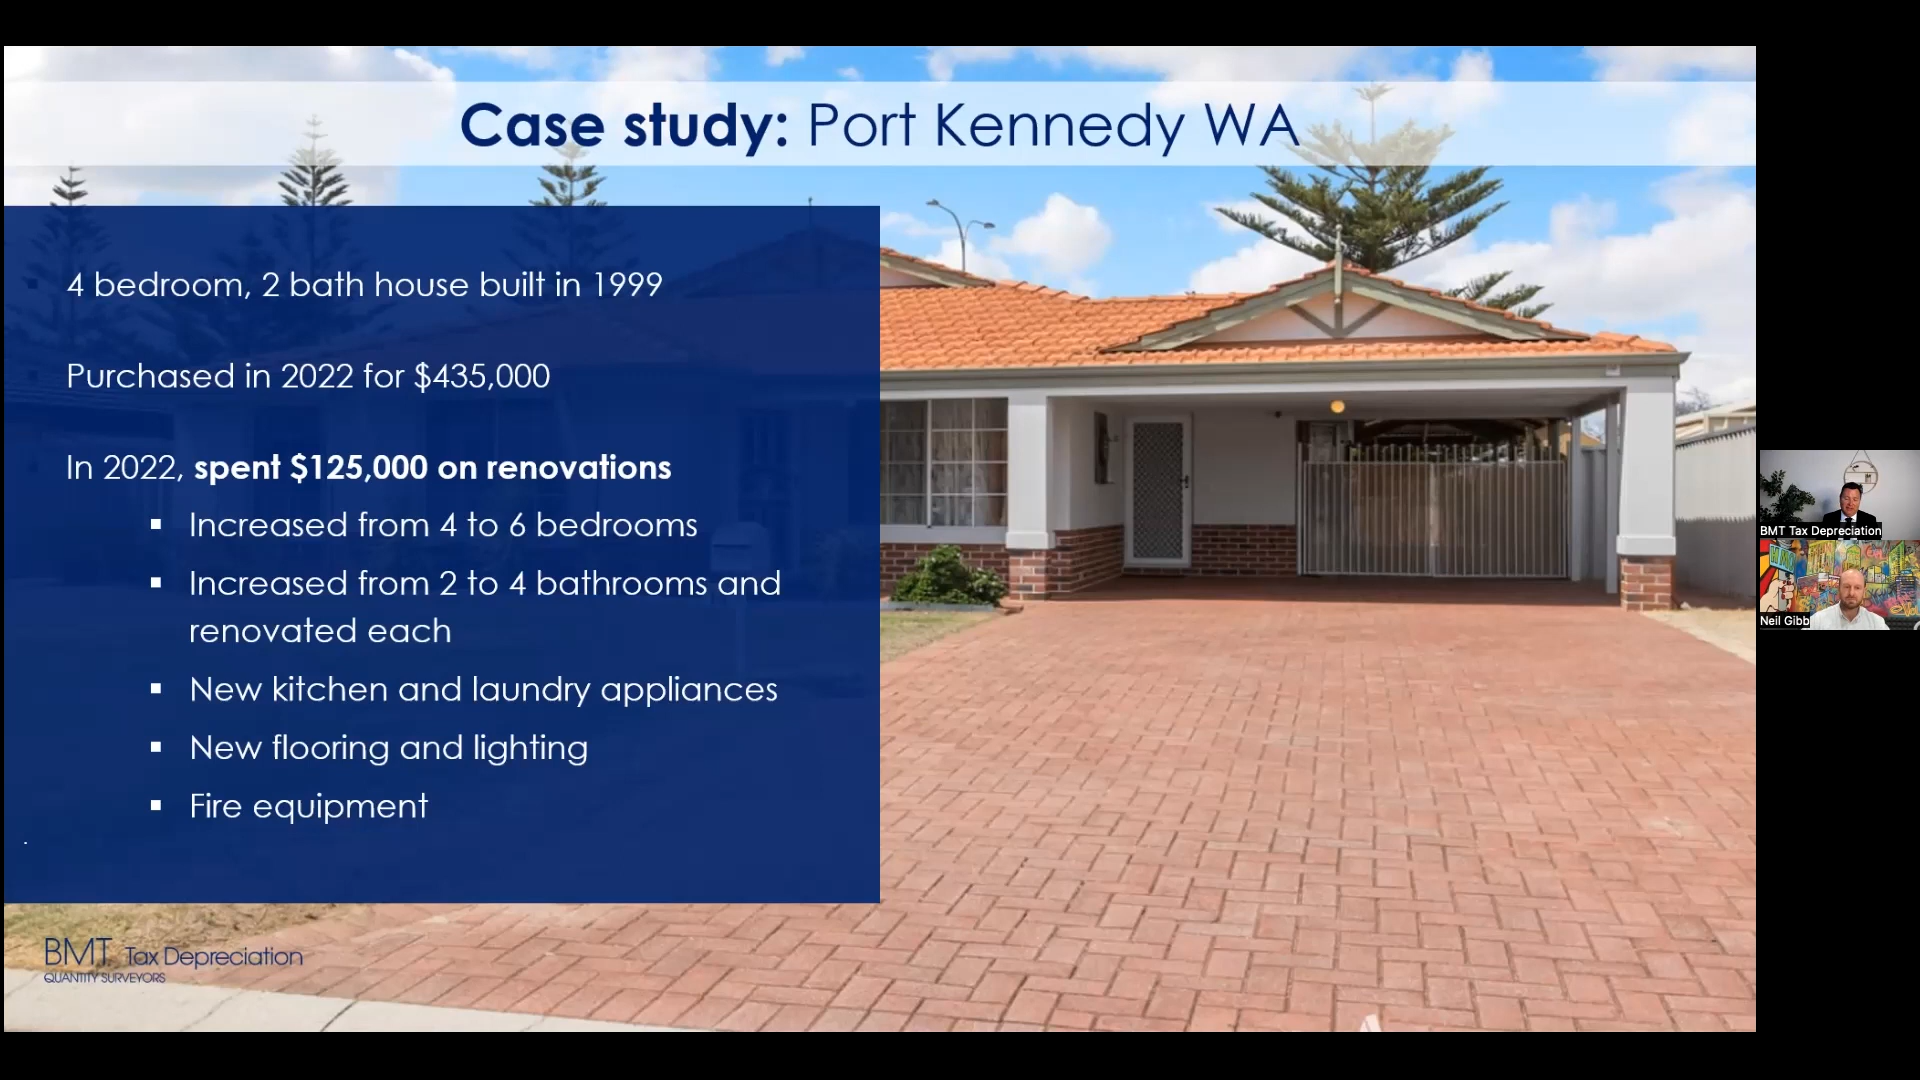 Case study: Port Kennedy WA
4 bedroom, 2 bath house built in 1999
Purchased in 2022 for $435,000
In 2022, spent $125,000 on renovations
▪ Increased from 4 to 6 bedrooms
▪ Increased from 2 to 4 bathrooms and
renovated each
▪ New kitchen and laundry appliances
▪ New flooring and lighting
▪ Fire equipment
.
BMT Tax Depreciation
QUANTITY SURVEYORS
BMT Tax Depreciation
Neil Gibb